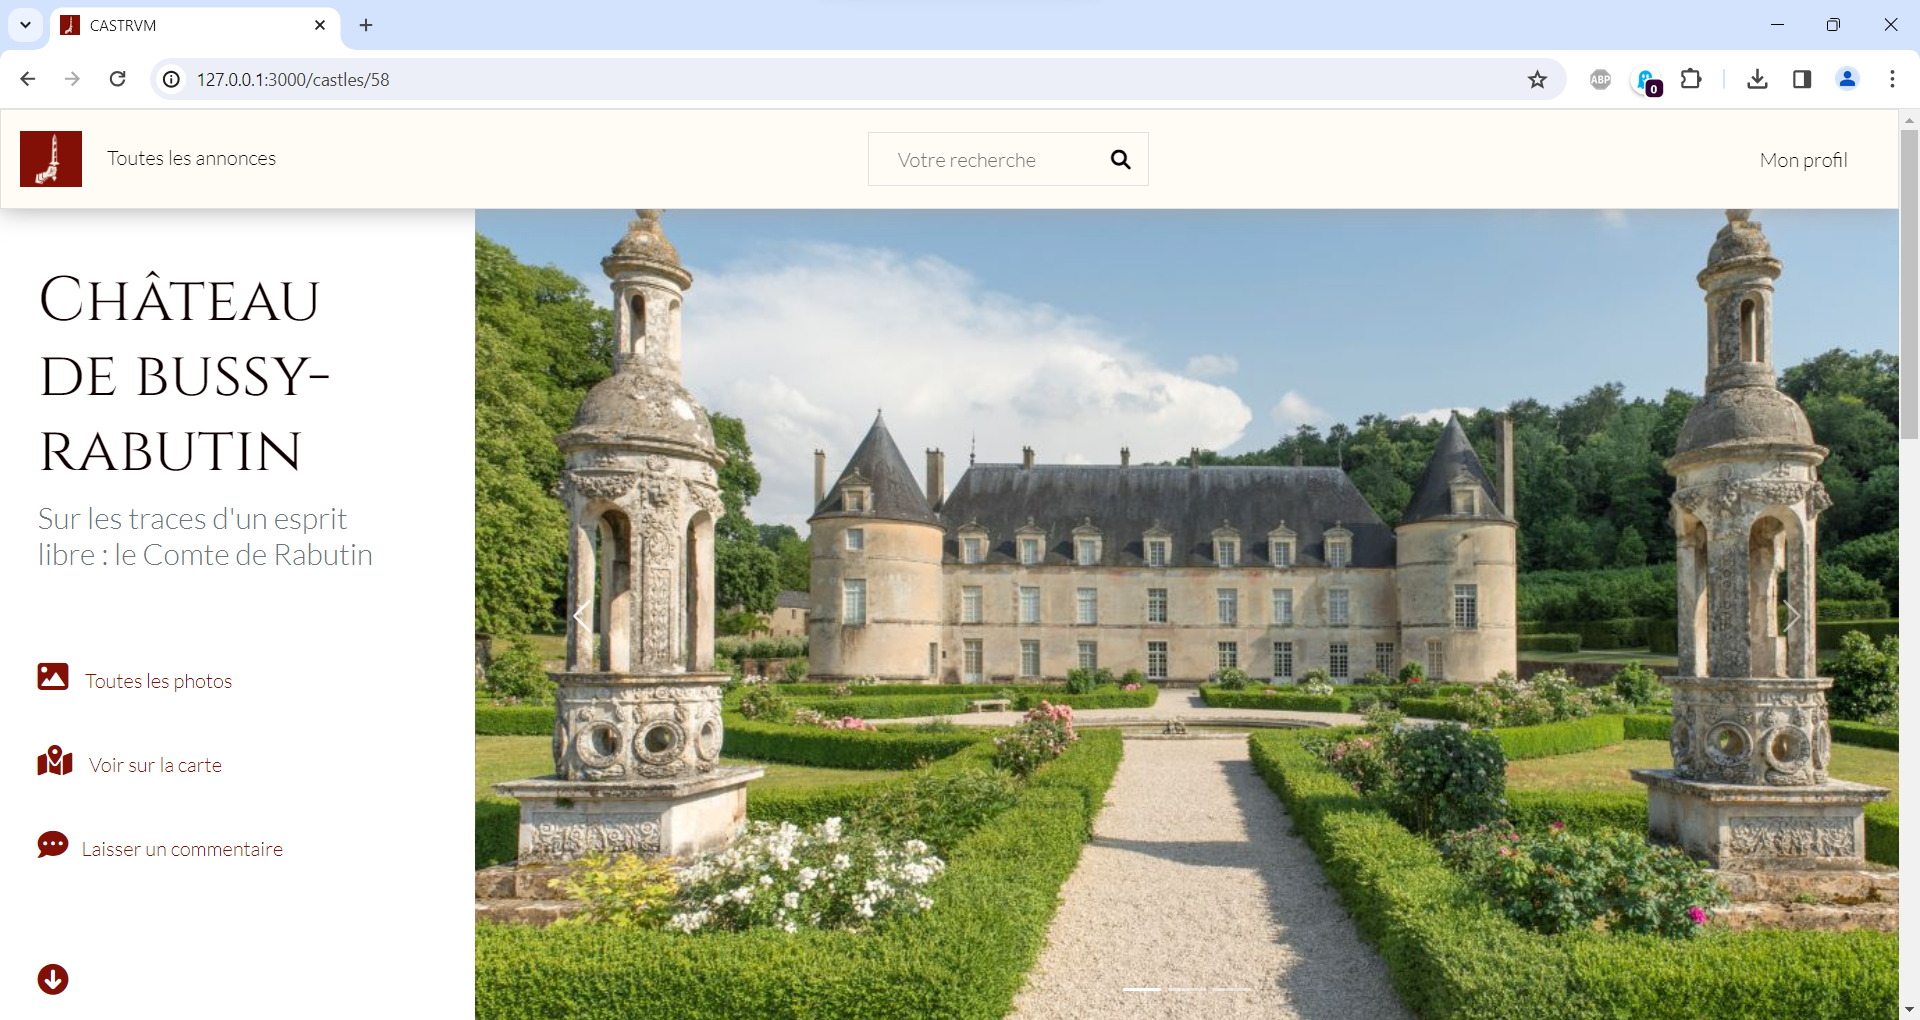 CASTRVM
127.0.0.1:3000/castles/58
ABP
0
Toutes les annonces
Votre recherche
Mon profil
Château
de bussy-
rabutin
Sur les traces d'un esprit
libre : le Comte de Rabutin
Toutes les photos
Voir sur la carte
Laisser un commentaire